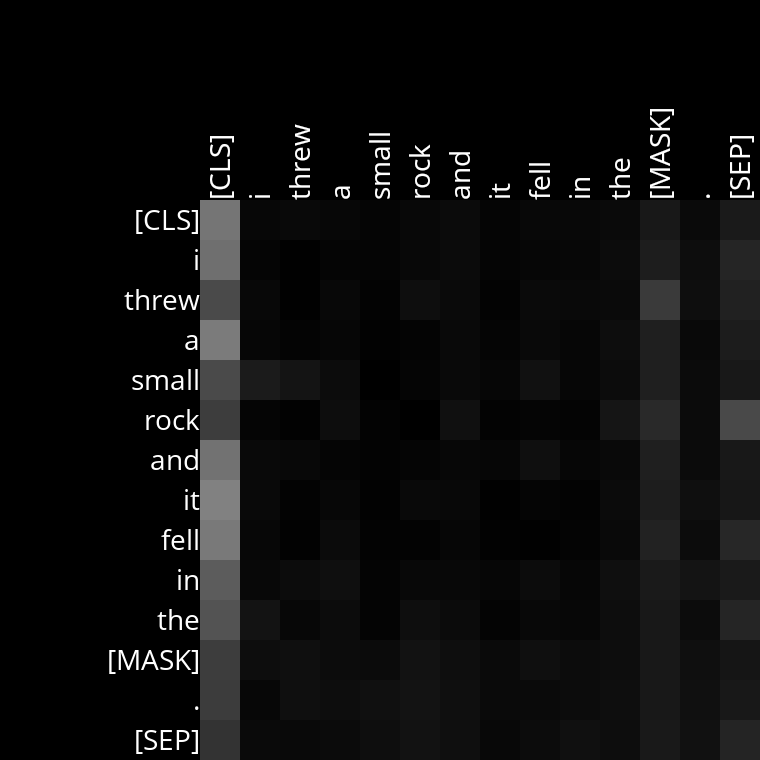 [CLS] i threw a small rock and it fell in the [MASK] . [SEP]
[CLS]
i
threw
a
small
rock
and
it
fell
in
the
[MASK]
.
[SEP]